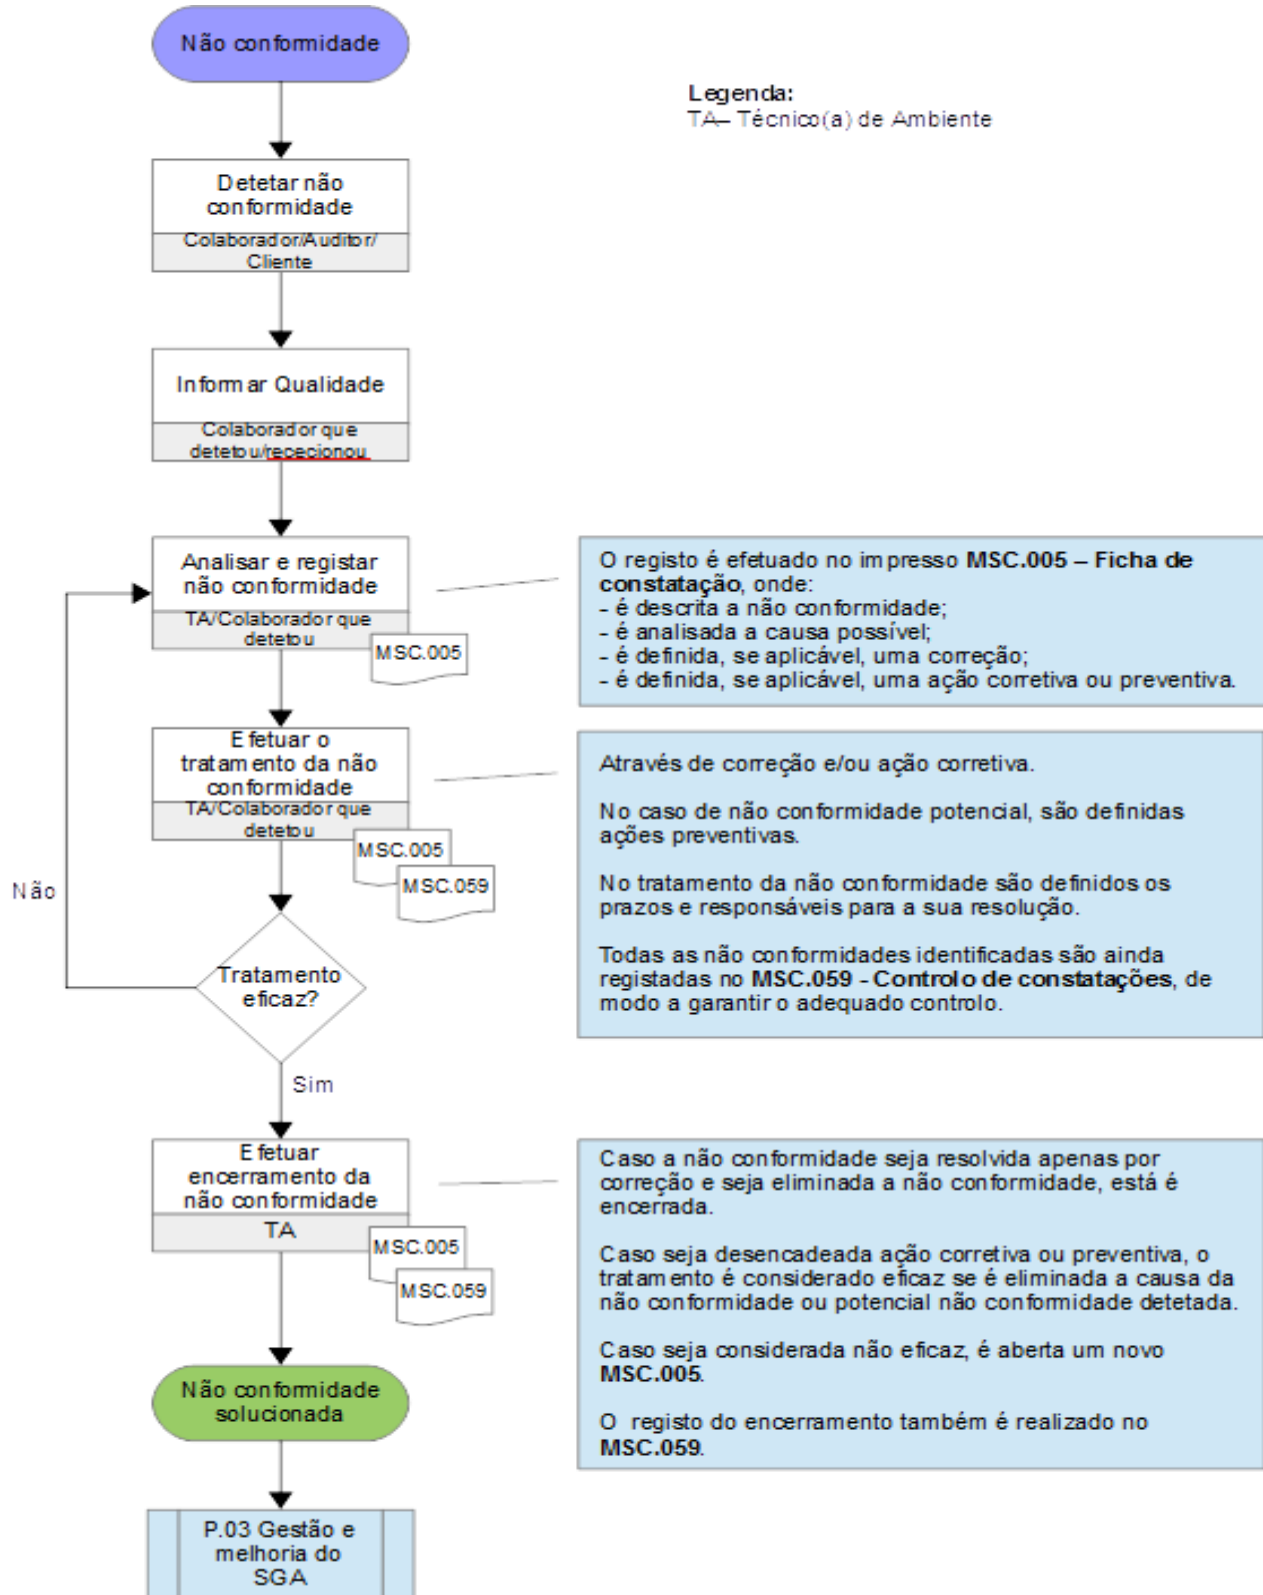 Não conformidade
Legenda:
TA– Técnico(a) de Ambiente
Detetar não
conformidade
Colaborador/Auditor/
Cliente
Informar Qualidade
Colaborador que
detetou/rececionou
Analisar e registar
não conformidade
TA/Colaborador que
detetou
MSC.005
O registo é efetuado no impresso MSC.005 – Ficha de
constatação, onde:
- é descrita a não conformidade;
- é analisada a causa possível;
- é definida, se aplicável, uma correção;
- é definida, se aplicável, uma ação corretiva ou preventiva.
Efetuar o
tratamento da não
conformidade
TA/Colaborador que
detetou
MSC.005
MSC.059
Através de correção e/ou ação corretiva.
No caso de não conformidade potencial, são definidas
ações preventivas.
No tratamento da não conformidade são definidos os
prazos e responsáveis para a sua resolução.
Todas as não conformidades identificadas são ainda
registadas no MSC.059 - Controlo de constatações, de
modo a garantir o adequado controlo.
Não
Tratamento
eficaz?
Sim
Efetuar
encerramento da
não conformidade
TA
MSC.005
MSC.059
Caso a não conformidade seja resolvida apenas por
correção e seja eliminada a não conformidade, está é
encerrada.
Caso seja desencadeada ação corretiva ou preventiva, o
tratamento é considerado eficaz se é eliminada a causa da
não conformidade ou potencial não conformidade detetada.
Caso seja considerada não eficaz, é aberta um novo
MSC.005.
O registo do encerramento também é realizado no
MSC.059.
Não conformidade
solucionada
P.03 Gestão e
melhoria do
SGA